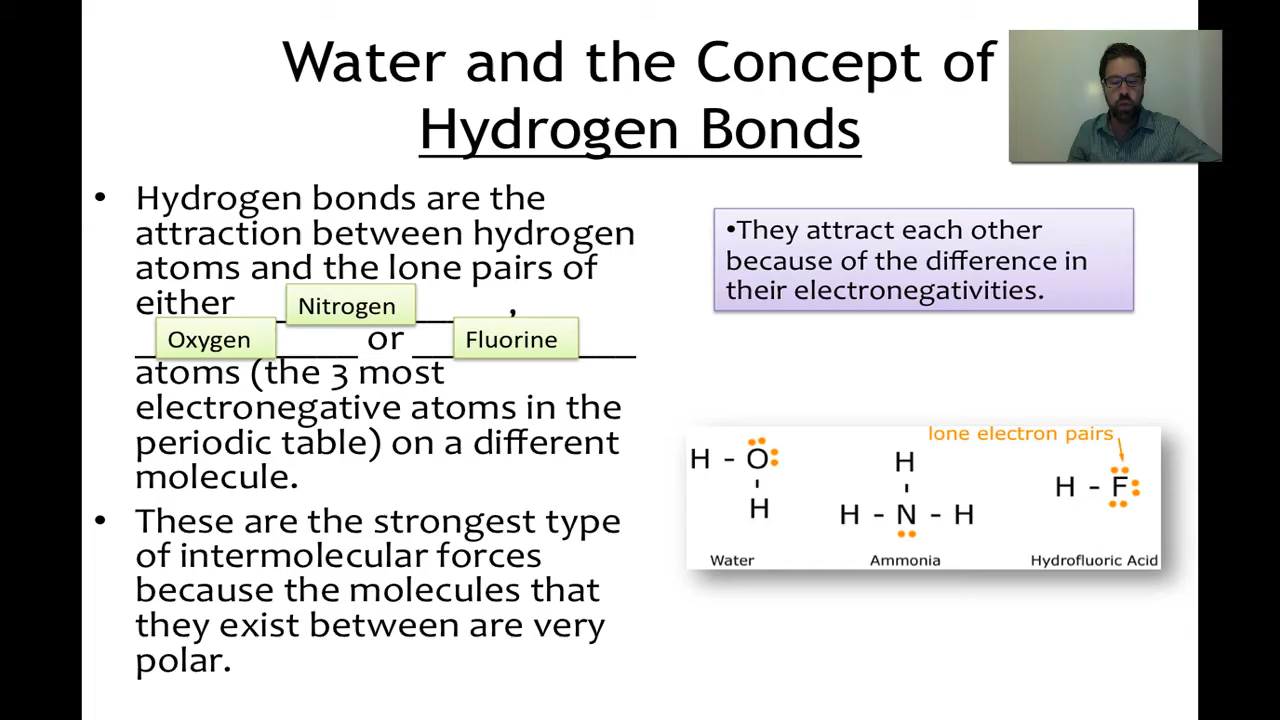 Water and the Concept of
Hydrogen Bonds
• Hydrogen bonds are the
attraction between hydrogen
atoms and the lone pairs of
either Nitrogen ,
Oxygen or Fluorine
atoms (the 3 most
electronegative atoms in the
periodic table) on a different
molecule.
• These are the strongest type
of intermolecular forces
because the molecules that
they exist between are very
polar.
•They attract each other
because of the difference in
their electronegativities.
lone electron pairs
H - O
H
Water
H
H - N - H
Ammonia
H - F
Hydrofluoric Acid